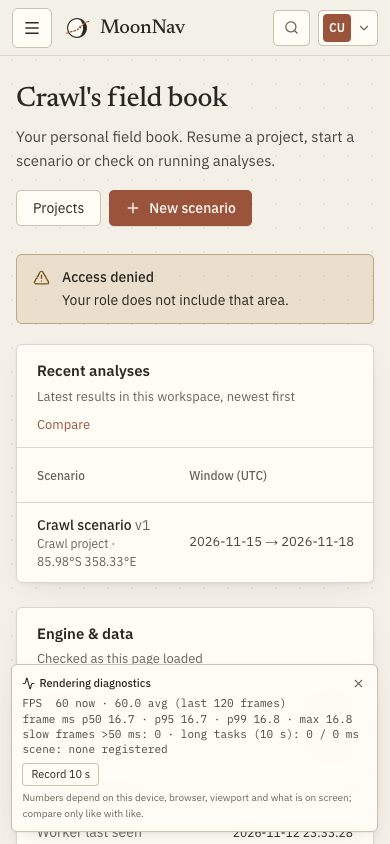 MoonNav
CU
Crawl's field book
Your personal field book. Resume a project, start a
scenario or check on running analyses.
Projects
New scenario
Access denied
Your role does not include that area.
Recent analyses
Latest results in this workspace, newest first
Compare
Scenario Window (UTC)
Crawl scenario v1
Crawl project ·
85.98°S 358.33°E
2026-11-15 → 2026-11-18
Engine & data
Checked as this page loaded
Rendering diagnostics
FPS 60 now · 60.0 avg (last 120 frames)
frame ms p50 16.7 · p95 16.7 · p99 16.8 · max 16.8
slow frames >50 ms: 0 · long tasks (10 s): 0 / 0 ms
scene: none registered
Record 10 s
Numbers depend on this device, browser, viewport and what is on screen;
compare only like with like.
Worker last seen 2026-11-12 23:33:28